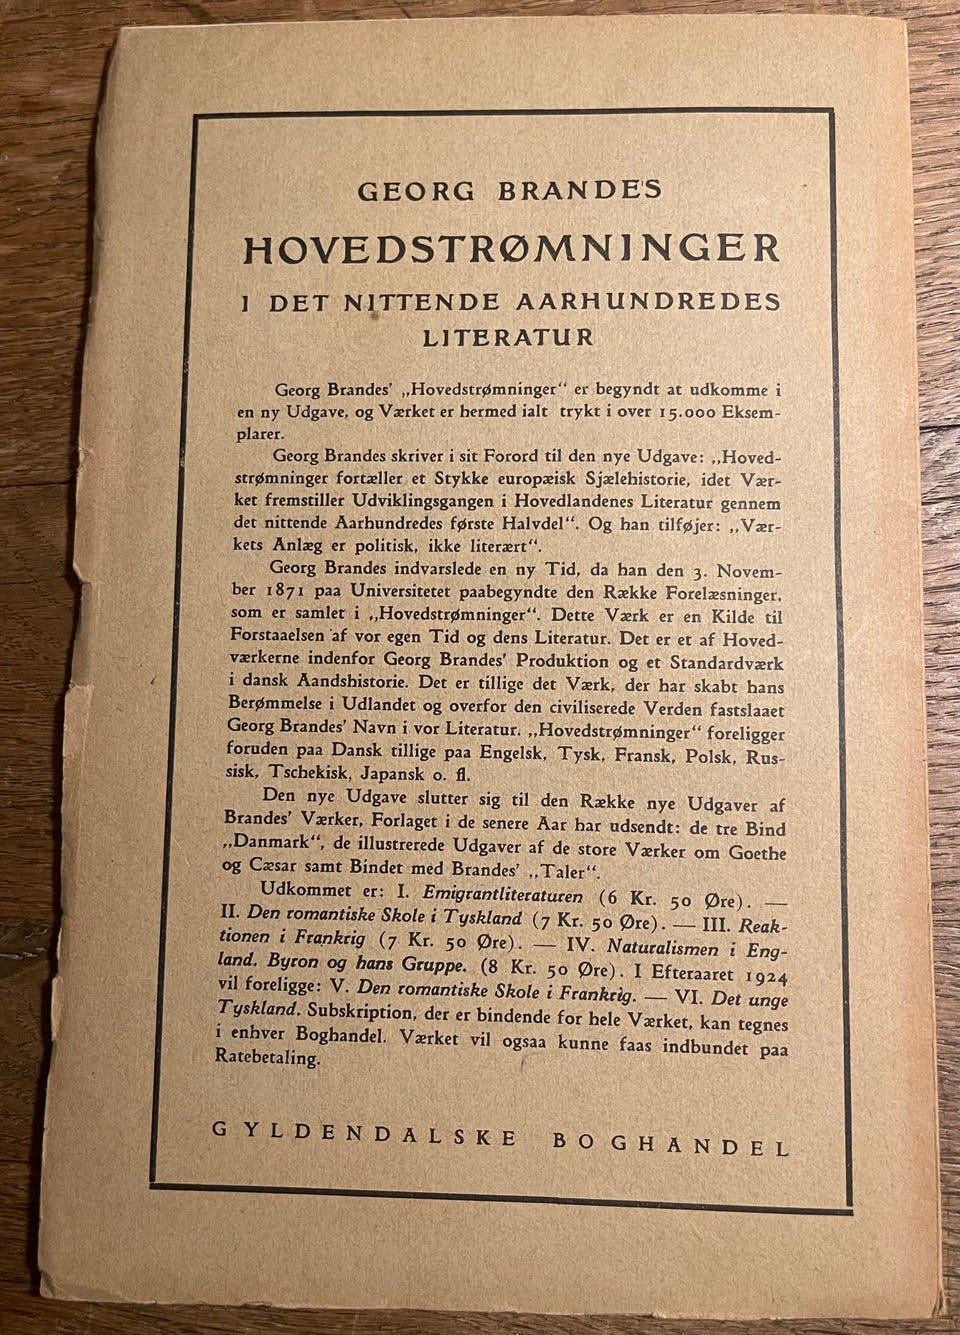 GEORG BRANDES
HOVEDSTRØMNINGER
I DET NITTENDE AARHUNDREDES
LITERATUR
Georg Brandes' „Hovedstrømninger“ er begyndt at udkomme i
en ny Udgave, og Værket er hermed ialt trykt i over 15.000 Eksem-
plarer.
Georg Brandes skriver i sit Forord til den nye Udgave: „Hoved-
strømninger fortæller et Stykke europæisk Sjælehistorie, idet Vær-
ket fremstiller Udviklingsgangen i Hovedlandenes Literatur gennem
det nittende Aarhundredes første Halvdel“. Og han tilføjer: „Vær-
kets Anlæg er politisk, ikke literært“.
Georg Brandes indvarslede en ny Tid, da han den 3. Novem-
ber 1871 paa Universitetet paabegyndte den Række Forelæsninger,
som er samlet i „Hovedstrømninger“. Dette Værk er en Kilde til
Forstaaelsen af vor egen Tid og dens Literatur. Det er et af Hoved-
værkerne indenfor Georg Brandes' Produktion og et Standardværk
i dansk Aandshistorie. Det er tillige det Værk, der har skabt hans
Berømmelse i Udlandet og overfor den civiliserede Verden fastslaaet
Georg Brandes' Navn i vor Literatur. „Hovedstrømninger“ foreligger
foruden paa Dansk tillige paa Engelsk, Tysk, Fransk, Polsk, Rus-
sisk, Tschekisk, Japansk o. fl.
Den nye Udgave slutter sig til den Række nye Udgaver af
Brandes' Værker, Forlaget i de senere Aar har udsendt: de tre Bind
„Danmark“, de illustrerede Udgaver af de store Værker om Goethe
og Cæsar samt Bindet med Brandes' „Taler“.
Udkommet er: I. Emigrantliteraturen (6 Kr. 50 Øre). —
II. Den romantiske Skole i Tyskland (7 Kr. 50 Øre). — III. Reak-
tionen i Frankrig (7 Kr. 50 Øre). — IV. Naturalismen i Eng-
land. Byron og hans Gruppe. (8 Kr. 50 Øre). I Efteraaret 1924
vil foreligge: V. Den romantiske Skole i Frankrig. — VI. Det unge
Tyskland. Subskription, der er bindende for hele Værket, kan tegnes
i enhver Boghandel. Værket vil ogsaa kunne faas indbundet paa
Ratebetaling.
GYLDENDALSKE BOGHANDEL